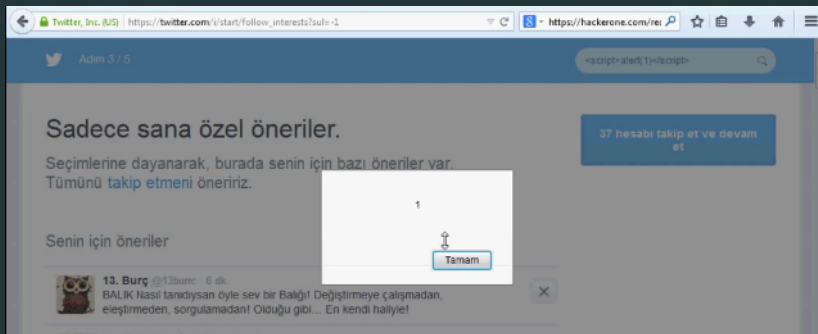 Twitter, Inc. (US) https://twitter.com/i/start/follow_interests?sul=-1 https://hackerone.com/re
Adım 3 / 5 <script>alert(1)</script>
Sadece sana özel öneriler.
37 hesabı takip et ve devam
et
Seçimlerine dayanarak, burada senin için bazı öneriler var.
Tümünü takip etmeni öneririz.
1
Tamam
Senin için öneriler
13. Burç @13burc · 6 dk.
BALIK Nasıl tanıdıysan öyle sev bir Balığı! Değiştirmeye çalışmadan,
eleştirmeden, sorgulamadan! Olduğu gibi... En kendi haliyle!